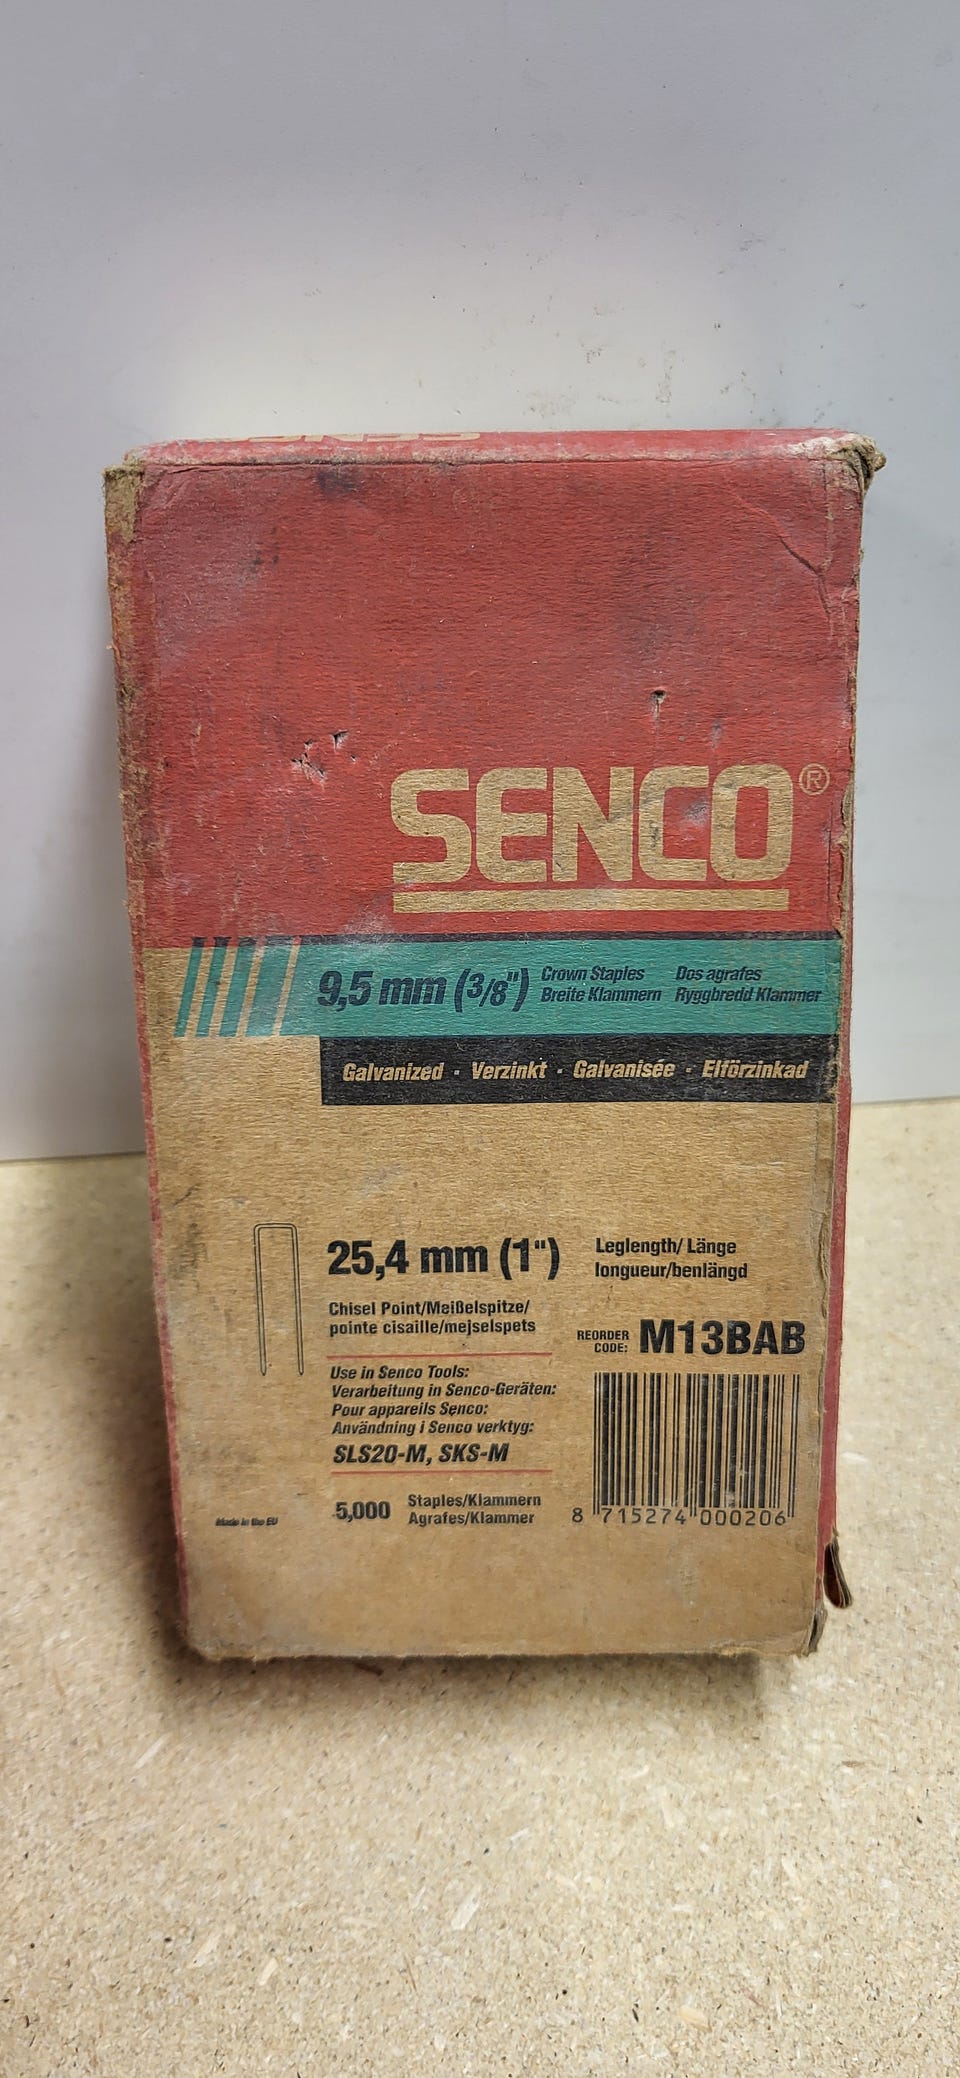 SENCO®
9,5 mm (3/8") Crown Staples Dos agrafes
Breite Klammern Ryggbredd Klammer
Galvanized · Verzinkt · Galvanisée · Elförzinkad
25,4 mm (1") Leglength/ Länge
longueur/benlängd
Chisel Point/Meißelspitze/
pointe cisaille/mejselspets
REORDER CODE: M13BAB
Use in Senco Tools:
Verarbeitung in Senco-Geräten:
Pour appareils Senco:
Användning i Senco verktyg:
SLS20-M, SKS-M
5,000 Staples/Klammern
Agrafes/Klammer
8 715274 000206
Made in the EU